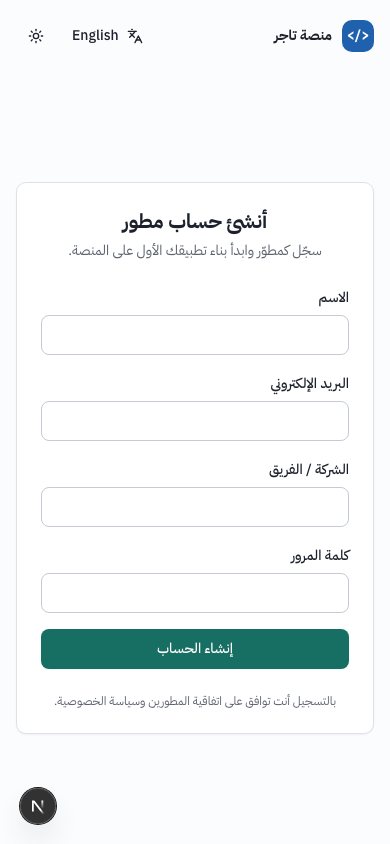 </> منصة تاجر
English
أنشئ حساب مطور
سجّل كمطوّر وابدأ بناء تطبيقك الأول على المنصة.
الاسم
البريد الإلكتروني
الشركة / الفريق
كلمة المرور
إنشاء الحساب
بالتسجيل أنت توافق على اتفاقية المطورين وسياسة الخصوصية.
N